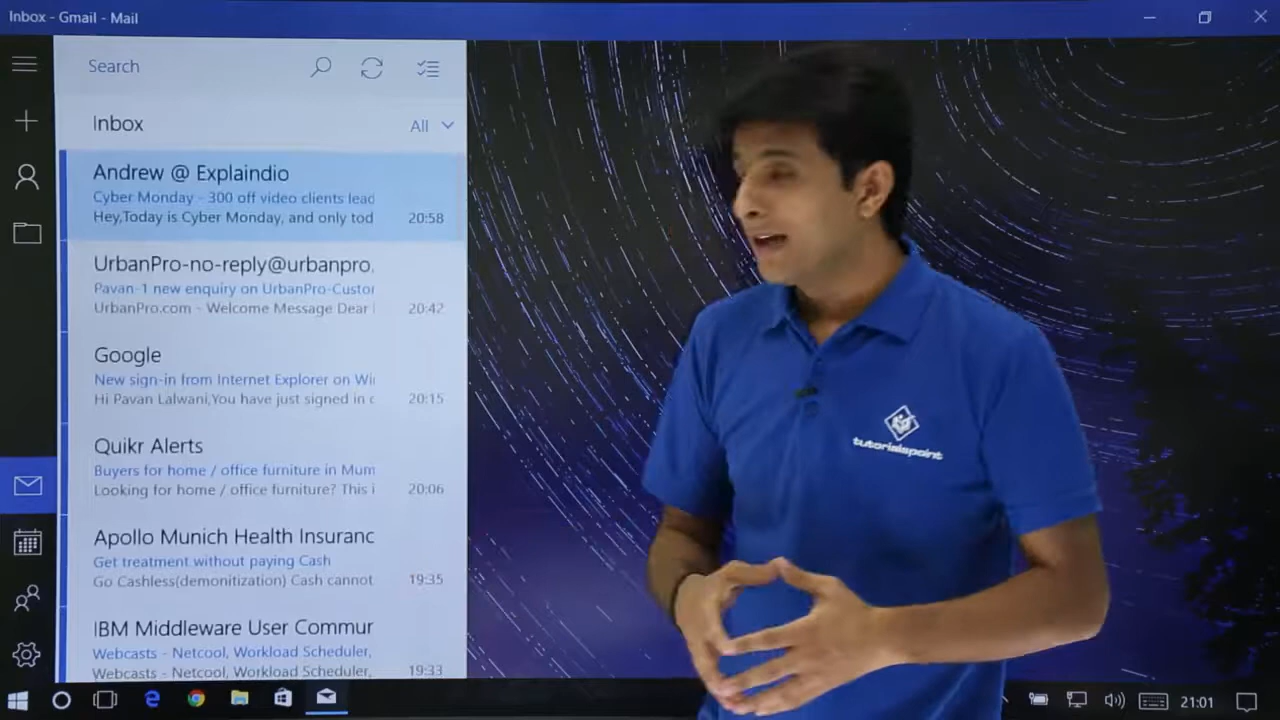 Inbox - Gmail - Mail
Search
Inbox
All
Andrew @ Explaindio
Cyber Monday - 300 off video clients lead
Hey,Today is Cyber Monday, and only tod
20:58
UrbanPro-no-reply@urbanpro.
Pavan-1 new enquiry on UrbanPro-Custor
UrbanPro.com - Welcome Message Dear
20:42
Google
New sign-in from Internet Explorer on Wi
Hi Pavan Lalwani,You have just signed in
20:15
Quikr Alerts
Buyers for home / office furniture in Mum
Looking for home / office furniture? This i
20:06
Apollo Munich Health Insuranc
Get treatment without paying Cash
Go Cashless(demonitization) Cash cannot
19:35
IBM Middleware User Commur
Webcasts - Netcool, Workload Scheduler,
Webcasts - Netcool, Workload Scheduler,
19:33
tutorialspoint
21:01